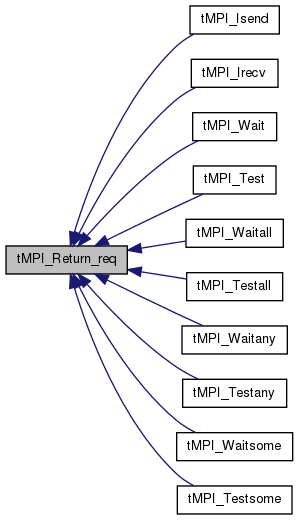 tMPI_Isend
tMPI_Irecv
tMPI_Wait
tMPI_Test
tMPI_Waitall
tMPI_Return_req
tMPI_Testall
tMPI_Waitany
tMPI_Testany
tMPI_Waitsome
tMPI_Testsome